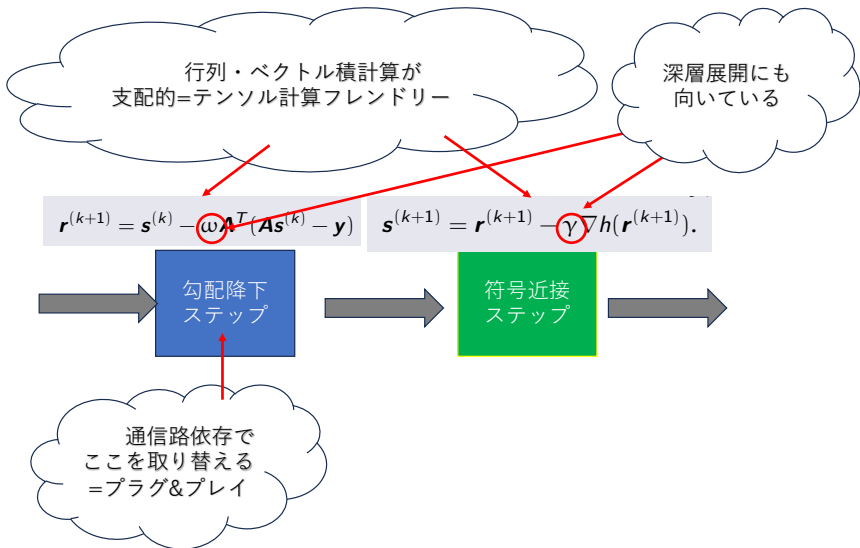 行列・ベクトル積計算が
支配的=テンソル計算フレンドリー
深層展開にも
向いている
r^{(k+1)} = s^{(k)} − ωA^T(As^{(k)} − y)
s^{(k+1)} = r^{(k+1)} − γ∇h(r^{(k+1)}).
勾配降下
ステップ
符号近接
ステップ
通信路依存で
ここを取り替える
=プラグ&プレイ